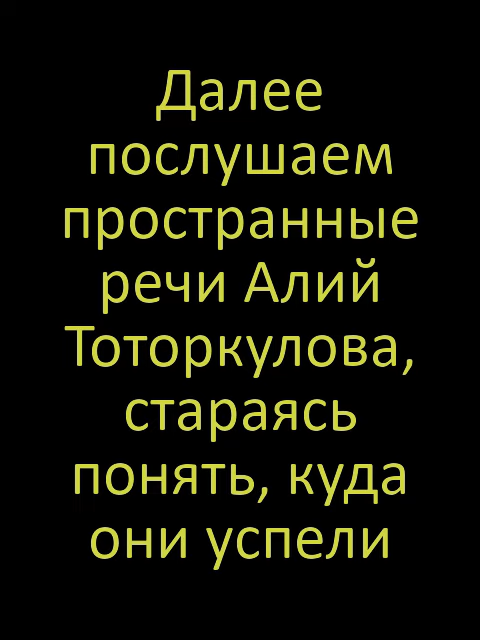 Далее
послушаем
пространные
речи Алий
Тоторкулова,
стараясь
понять, куда
они успели